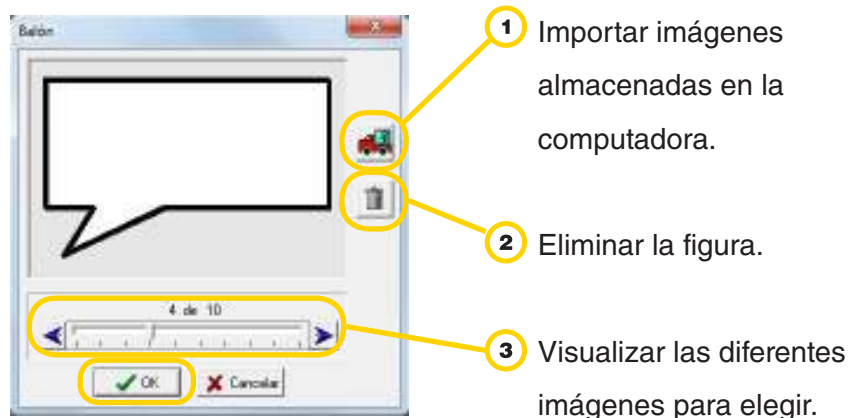 Balón
1 Importar imágenes
almacenadas en la
computadora.
2 Eliminar la figura.
4 de 10
3 Visualizar las diferentes
imágenes para elegir.
OK
Cancelar